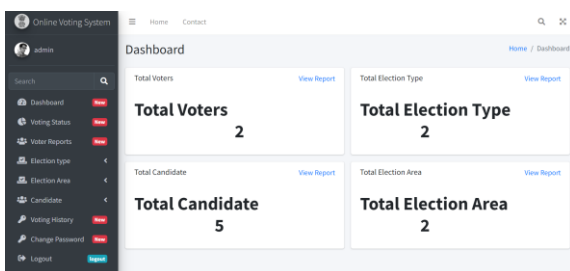 Online Voting System
admin
Search
Dashboard New
Voting Status New
Voter Reports New
Election type
Election Area
Candidate
Voting History New
Change Password New
Logout logout
Home Contact
Dashboard
Home / Dashboard
Total Voters View Report
Total Voters
2
Total Election Type View Report
Total Election Type
2
Total Candidate View Report
Total Candidate
5
Total Election Area View Report
Total Election Area
2